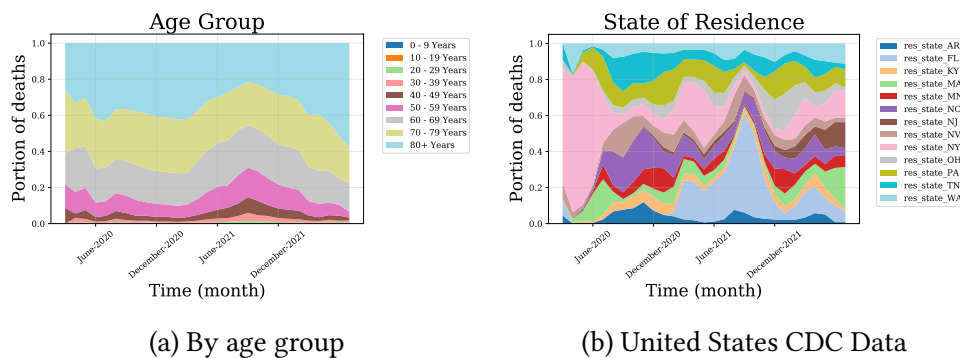 Age Group
Portion of deaths
1.0
0.8
0.6
0.4
0.2
0.0
June-2020
December-2020
June-2021
December-2021
Time (month)
0 - 9 Years
10 - 19 Years
20 - 29 Years
30 - 39 Years
40 - 49 Years
50 - 59 Years
60 - 69 Years
70 - 79 Years
80+ Years
(a) By age group
State of Residence
Portion of deaths
1.0
0.8
0.6
0.4
0.2
0.0
June-2020
December-2020
June-2021
December-2021
Time (month)
res_state_AR
res_state_FL
res_state_KY
res_state_MA
res_state_MN
res_state_NC
res_state_NJ
res_state_NV
res_state_NY
res_state_OH
res_state_PA
res_state_TN
res_state_WA
(b) United States CDC Data